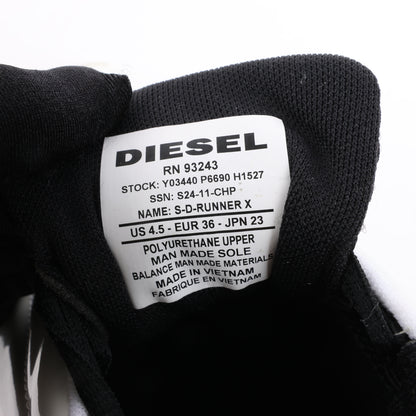 DIESEL
RN 93243
STOCK: Y03440 P6690 H1527
SSN: S24-11-CHP
NAME: S-D-RUNNER X
US 4.5 - EUR 36 - JPN 23
POLYURETHANE UPPER
MAN MADE SOLE
BALANCE MAN MADE MATERIALS
MADE IN VIETNAM
FABRIQUE EN VIETNAM